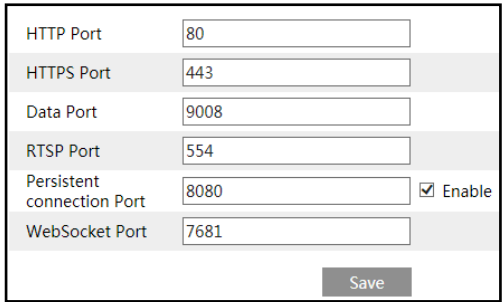 HTTP Port 80
HTTPS Port 443
Data Port 9008
RTSP Port 554
Persistent
connection Port 8080 Enable
WebSocket Port 7681
Save